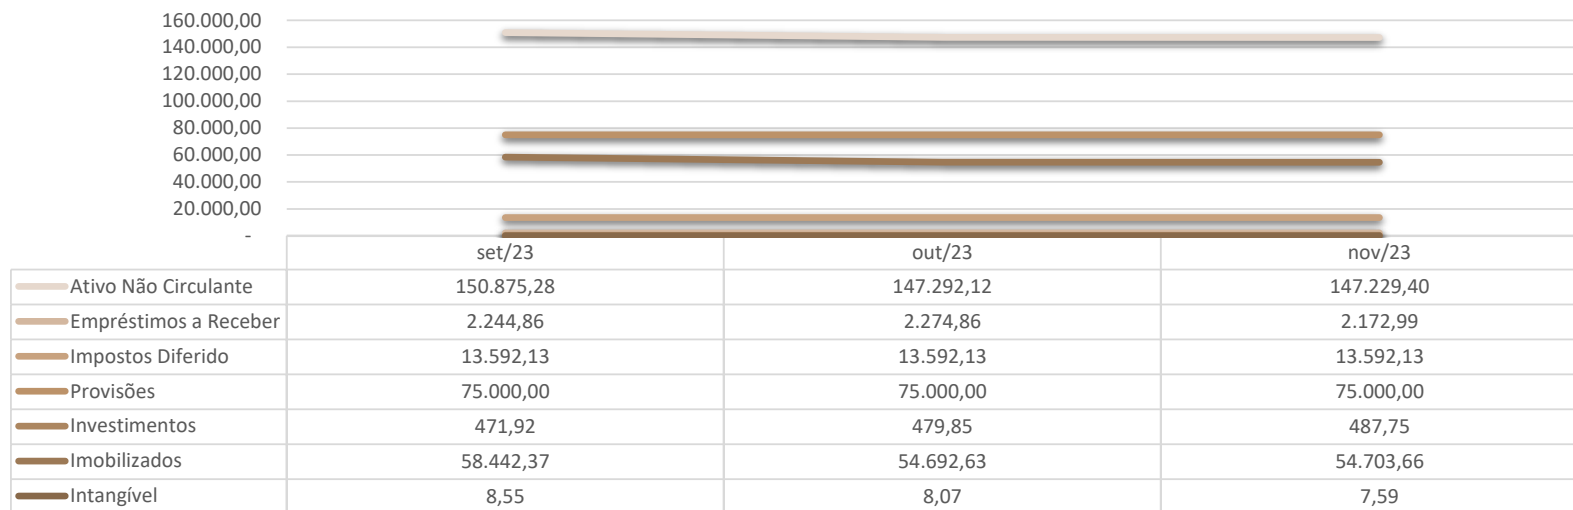 160.000,00
140.000,00
120.000,00
100.000,00
80.000,00
60.000,00
40.000,00
20.000,00
-
set/23 out/23 nov/23
Ativo Não Circulante 150.875,28 147.292,12 147.229,40
Empréstimos a Receber 2.244,86 2.274,86 2.172,99
Impostos Diferido 13.592,13 13.592,13 13.592,13
Provisões 75.000,00 75.000,00 75.000,00
Investimentos 471,92 479,85 487,75
Imobilizados 58.442,37 54.692,63 54.703,66
Intangível 8,55 8,07 7,59